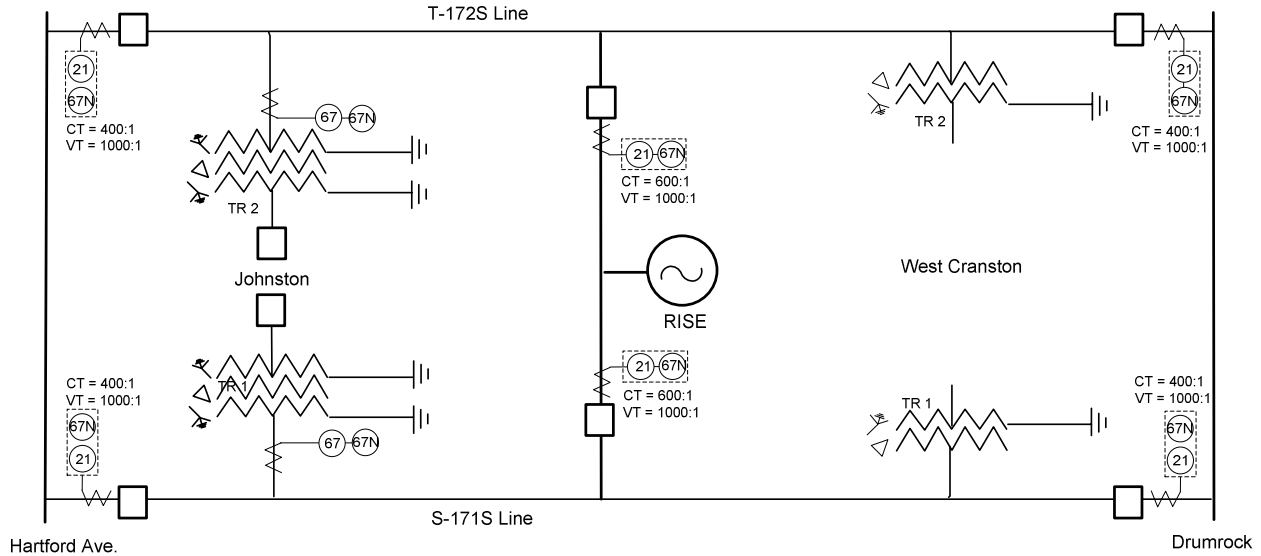 T-172S Line
21
67N
CT = 400:1
VT = 1000:1
67
67N
TR 2
21
67N
CT = 600:1
VT = 1000:1
TR 2
21
67N
CT = 400:1
VT = 1000:1
Johnston
RISE
West Cranston
CT = 400:1
VT = 1000:1
67N
21
TR 1
67
67N
21
67N
CT = 600:1
VT = 1000:1
TR 1
CT = 400:1
VT = 1000:1
67N
21
S-171S Line
Hartford Ave.
Drumrock